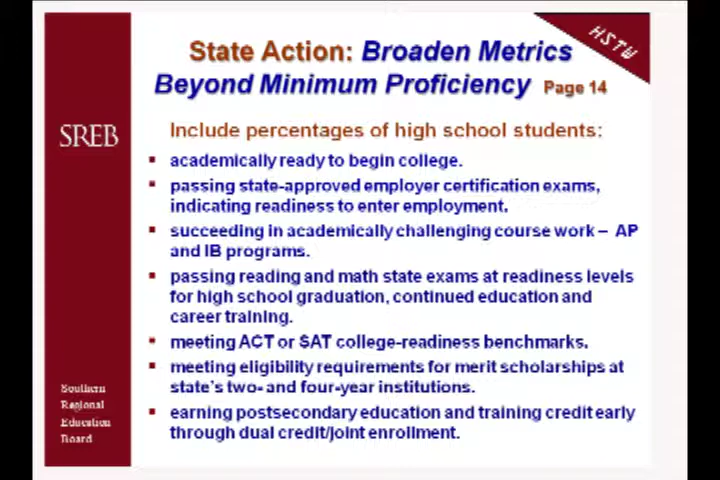 HSTW
State Action: Broaden Metrics
Beyond Minimum Proficiency Page 14
SREB
Include percentages of high school students:
▪ academically ready to begin college.
▪ passing state-approved employer certification exams,
indicating readiness to enter employment.
▪ succeeding in academically challenging course work – AP
and IB programs.
▪ passing reading and math state exams at readiness levels
for high school graduation, continued education and
career training.
▪ meeting ACT or SAT college-readiness benchmarks.
▪ meeting eligibility requirements for merit scholarships at
state's two- and four-year institutions.
▪ earning postsecondary education and training credit early
through dual credit/joint enrollment.
Southern
Regional
Education
Board